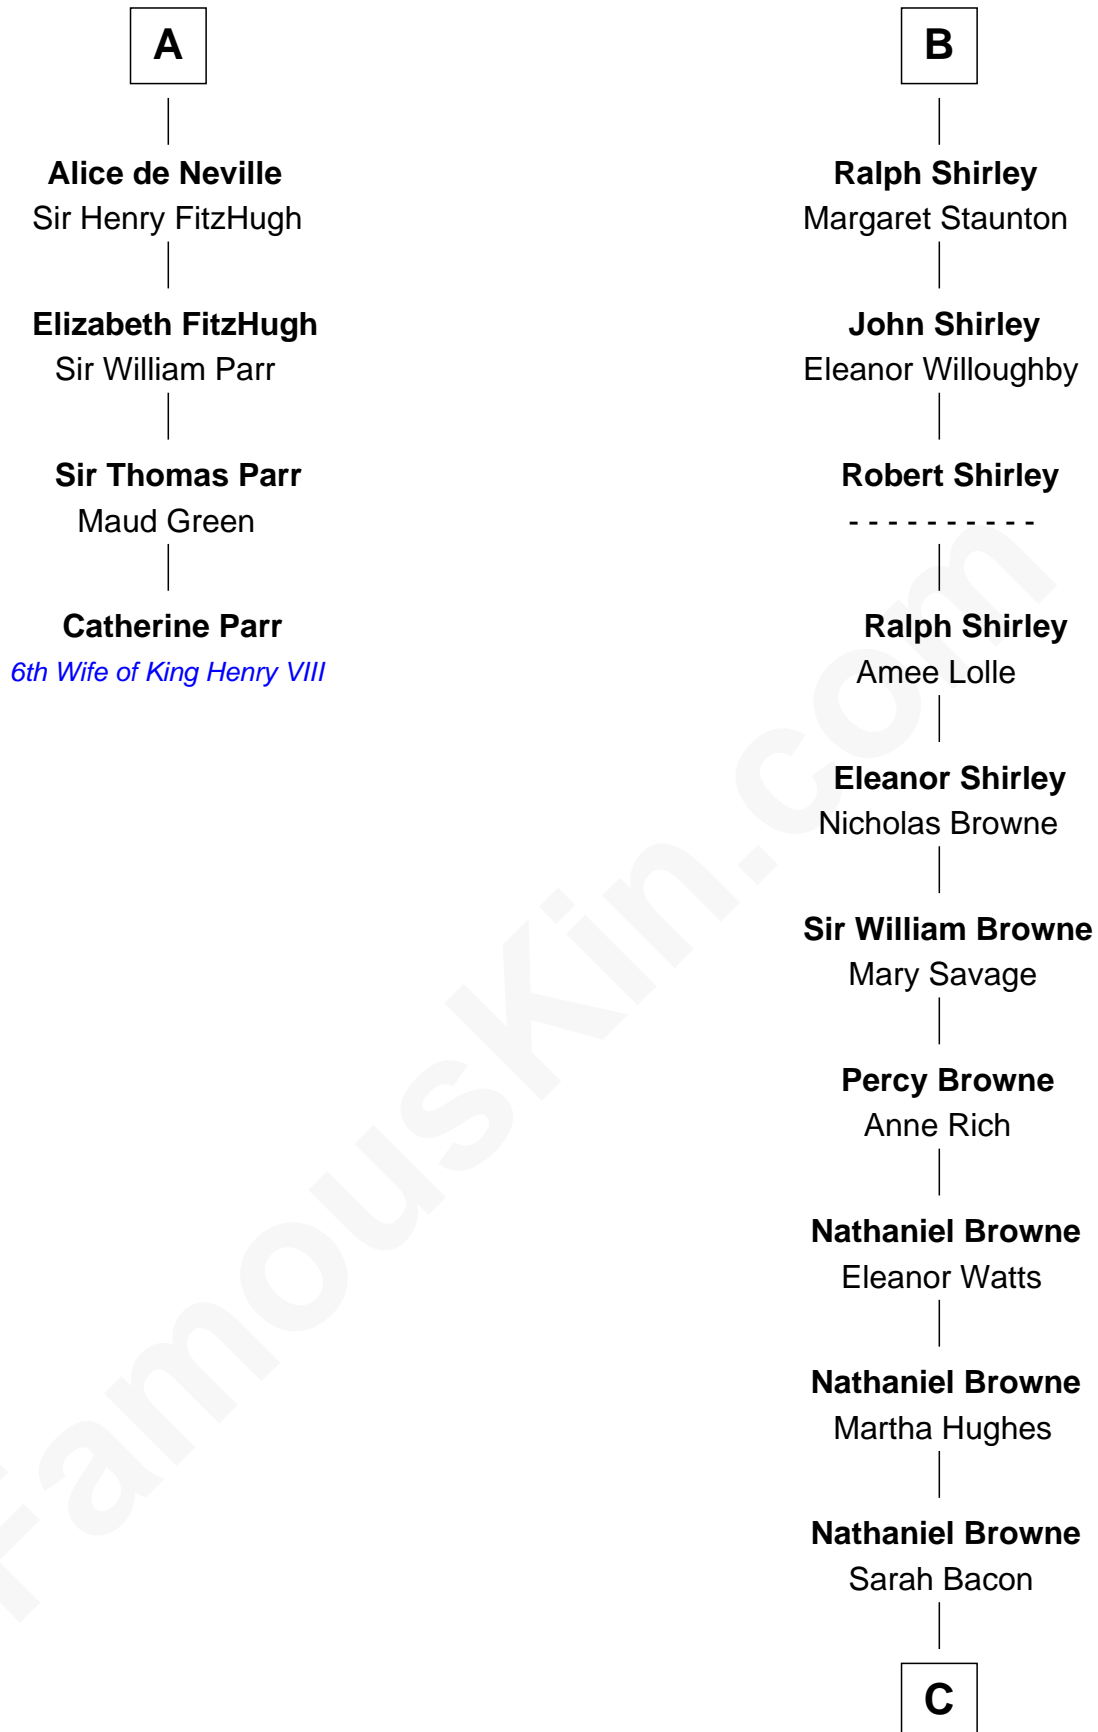 A
Alice de Neville
Sir Henry FitzHugh
Elizabeth FitzHugh
Sir William Parr
Sir Thomas Parr
Maud Green
Catherine Parr
6th Wife of King Henry VIII
B
Ralph Shirley
Margaret Staunton
John Shirley
Eleanor Willoughby
Robert Shirley
- - - - - - - - - -
Ralph Shirley
Amee Lolle
Eleanor Shirley
Nicholas Browne
Sir William Browne
Mary Savage
Percy Browne
Anne Rich
Nathaniel Browne
Eleanor Watts
Nathaniel Browne
Martha Hughes
Nathaniel Browne
Sarah Bacon
C
FamousKin.com